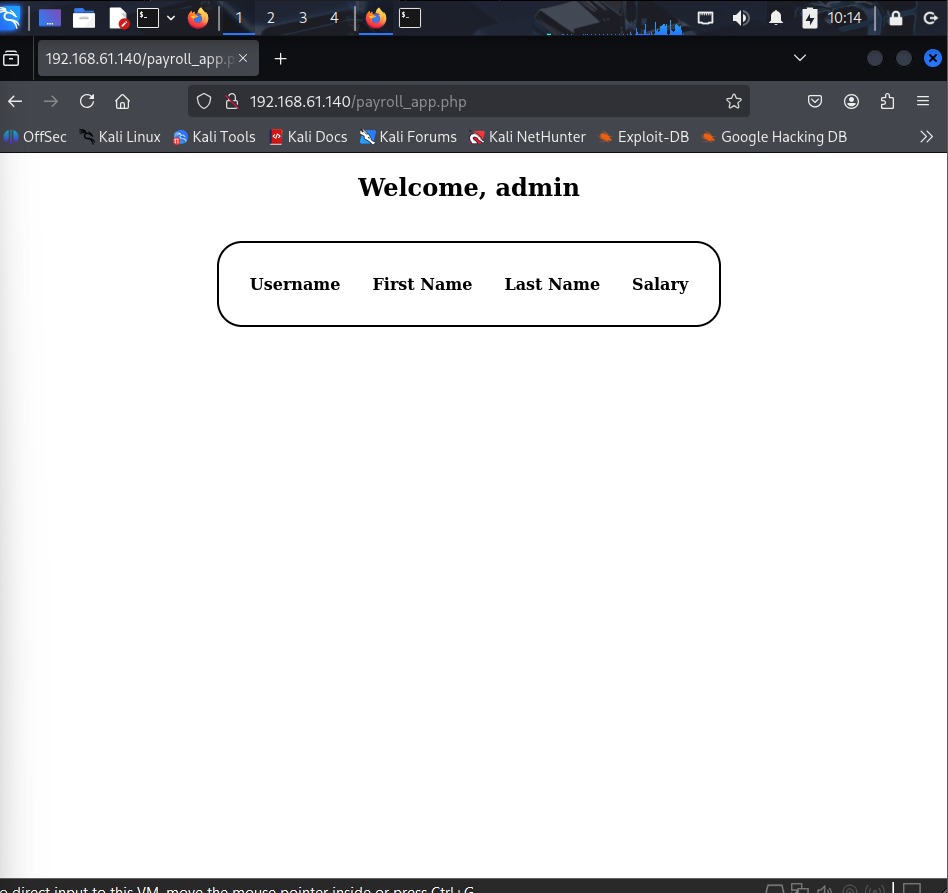 1 2 3 4 10:14
192.168.61.140/payroll_app.p
192.168.61.140/payroll_app.php
OffSec Kali Linux Kali Tools Kali Docs Kali Forums Kali NetHunter Exploit-DB Google Hacking DB
Welcome, admin
Username First Name Last Name Salary
o direct input to this VM, move the mouse pointer inside or press Ctrl+G.